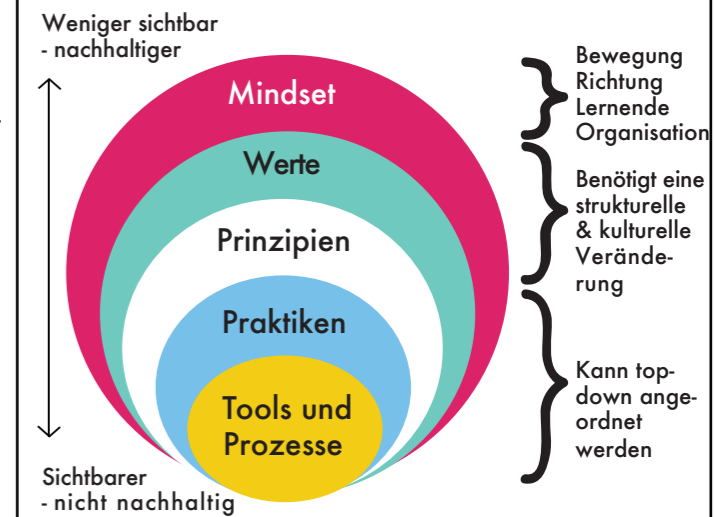 Weniger sichtbar
- nachhaltiger
Mindset
Werte
Prinzipien
Praktiken
Tools und
Prozesse
Sichtbarer
- nicht nachhaltig
Bewegung
Richtung
Lernende
Organisation
Benötigt eine
strukturelle
& kulturelle
Verände-
rung
Kann top-
down ange-
ordnet
werden